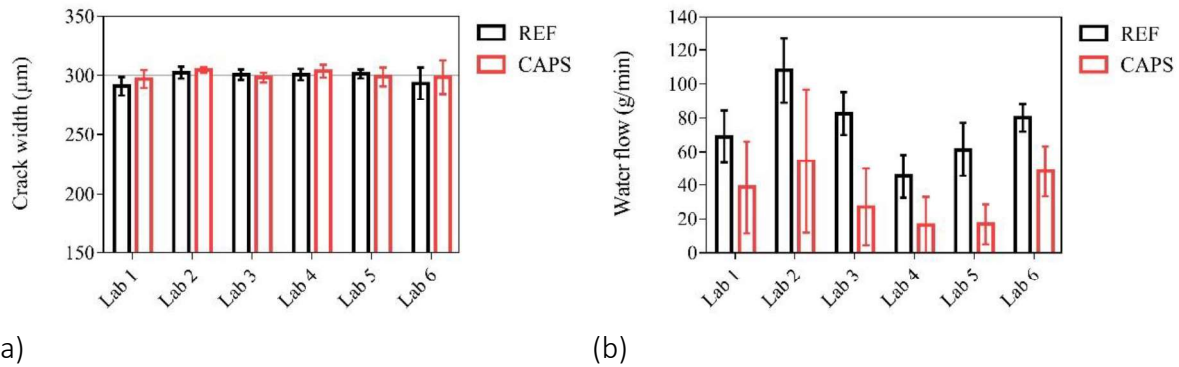 350
300
250
200
150
Crack width (µm)
REF
CAPS
Lab 1
Lab 2
Lab 3
Lab 4
Lab 5
Lab 6
a)
140
120
100
80
60
40
20
0
Water flow (g/min)
REF
CAPS
Lab 1
Lab 2
Lab 3
Lab 4
Lab 5
Lab 6
(b)